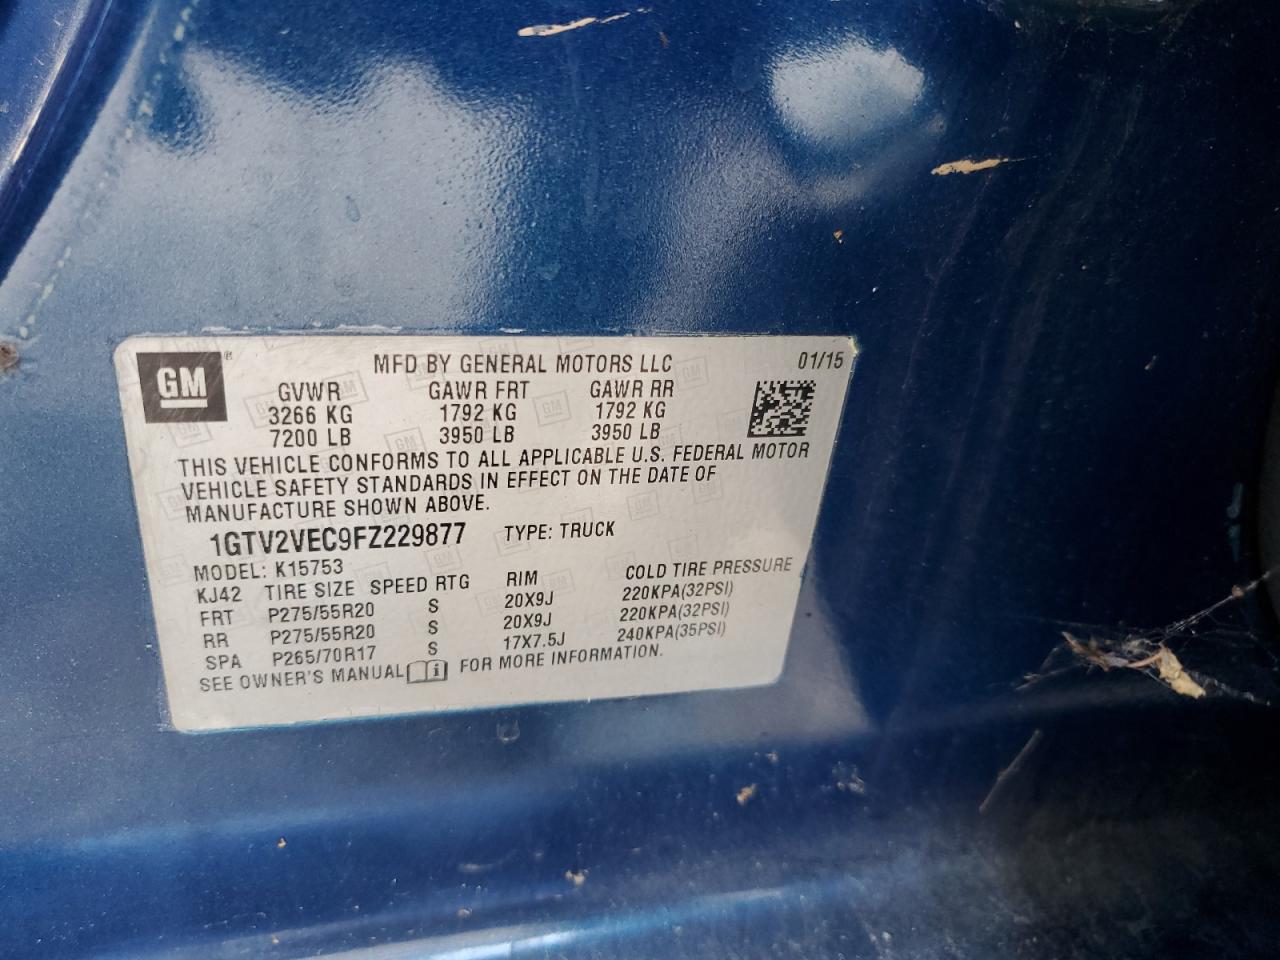 GM® MFD BY GENERAL MOTORS LLC 01/15
GVWR GAWR FRT GAWR RR
3266 KG 1792 KG 1792 KG
7200 LB 3950 LB 3950 LB
THIS VEHICLE CONFORMS TO ALL APPLICABLE U.S. FEDERAL MOTOR
VEHICLE SAFETY STANDARDS IN EFFECT ON THE DATE OF
MANUFACTURE SHOWN ABOVE.
1GTV2VEC9FZ229877 TYPE: TRUCK
MODEL: K15753
KJ42 TIRE SIZE SPEED RTG RIM COLD TIRE PRESSURE
FRT P275/55R20 S 20X9J 220KPA(32PSI)
RR P275/55R20 S 20X9J 220KPA(32PSI)
SPA P265/70R17 S 17X7.5J 240KPA(35PSI)
SEE OWNER'S MANUAL i FOR MORE INFORMATION.